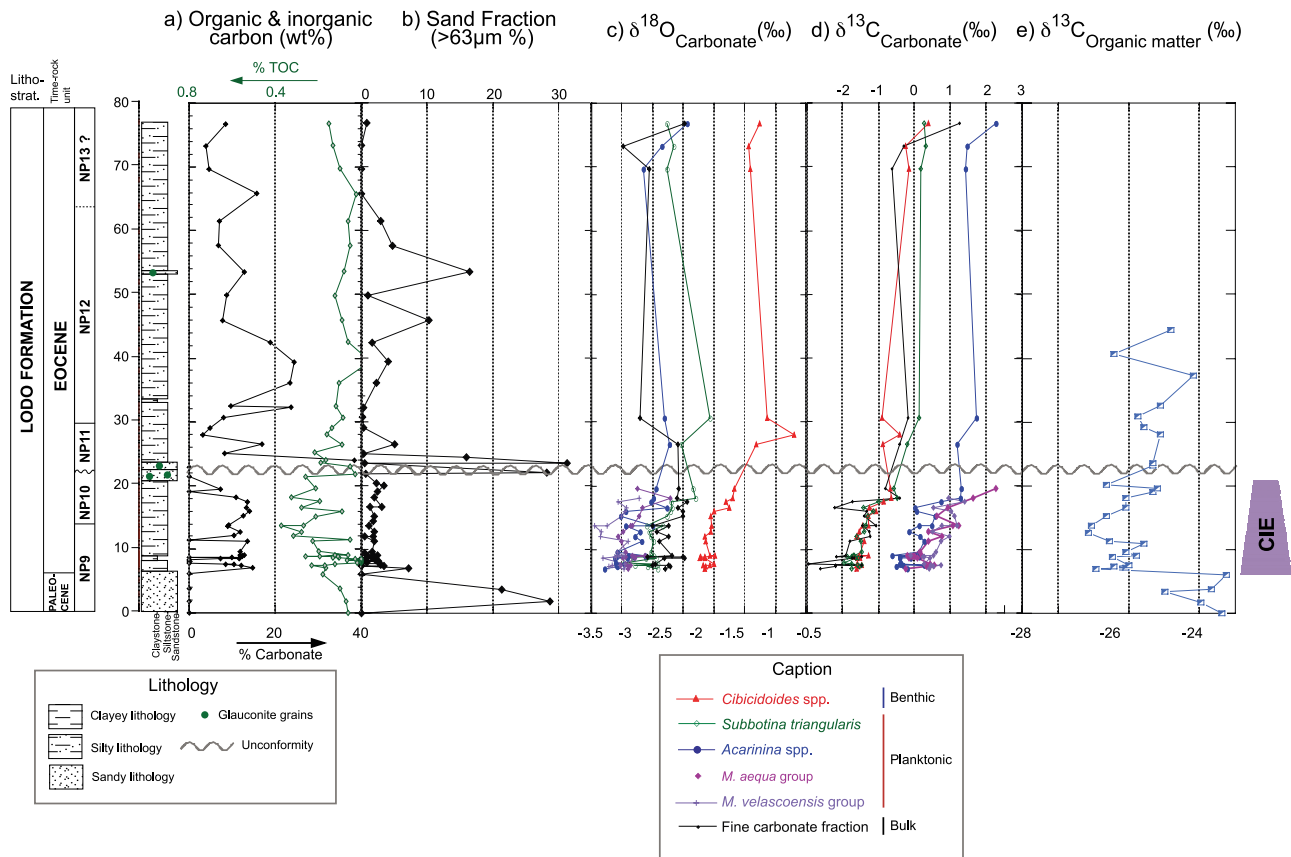 a) Organic & inorganic carbon (wt%)
b) Sand Fraction (>63µm %)
c) δ18OCarbonate(‰)
d) δ13CCarbonate(‰)
e) δ13COrganic matter (‰)
Litho-strat.
Time-rock unit
% TOC
0.8 0.4 0 10 20 30
-2 -1 0 1 2 3
80
70
60
50
40
30
20
10
0
LODO FORMATION
EOCENE
PALEO-CENE
NP13 ?
NP12
NP11
NP10
NP9
CIE
Claystone
Siltstone
Sandstone
0 20 40
% Carbonate
-3.5 -3 -2.5 -2 -1.5 -1 -0.5
-28 -26 -24
Lithology
Clayey lithology
Glauconite grains
Silty lithology
Unconformity
Sandy lithology
Caption
Cibicidoides spp.
Benthic
Subbotina triangularis
Acarinina spp.
Planktonic
M. aequa group
M. velascoensis group
Fine carbonate fraction
Bulk